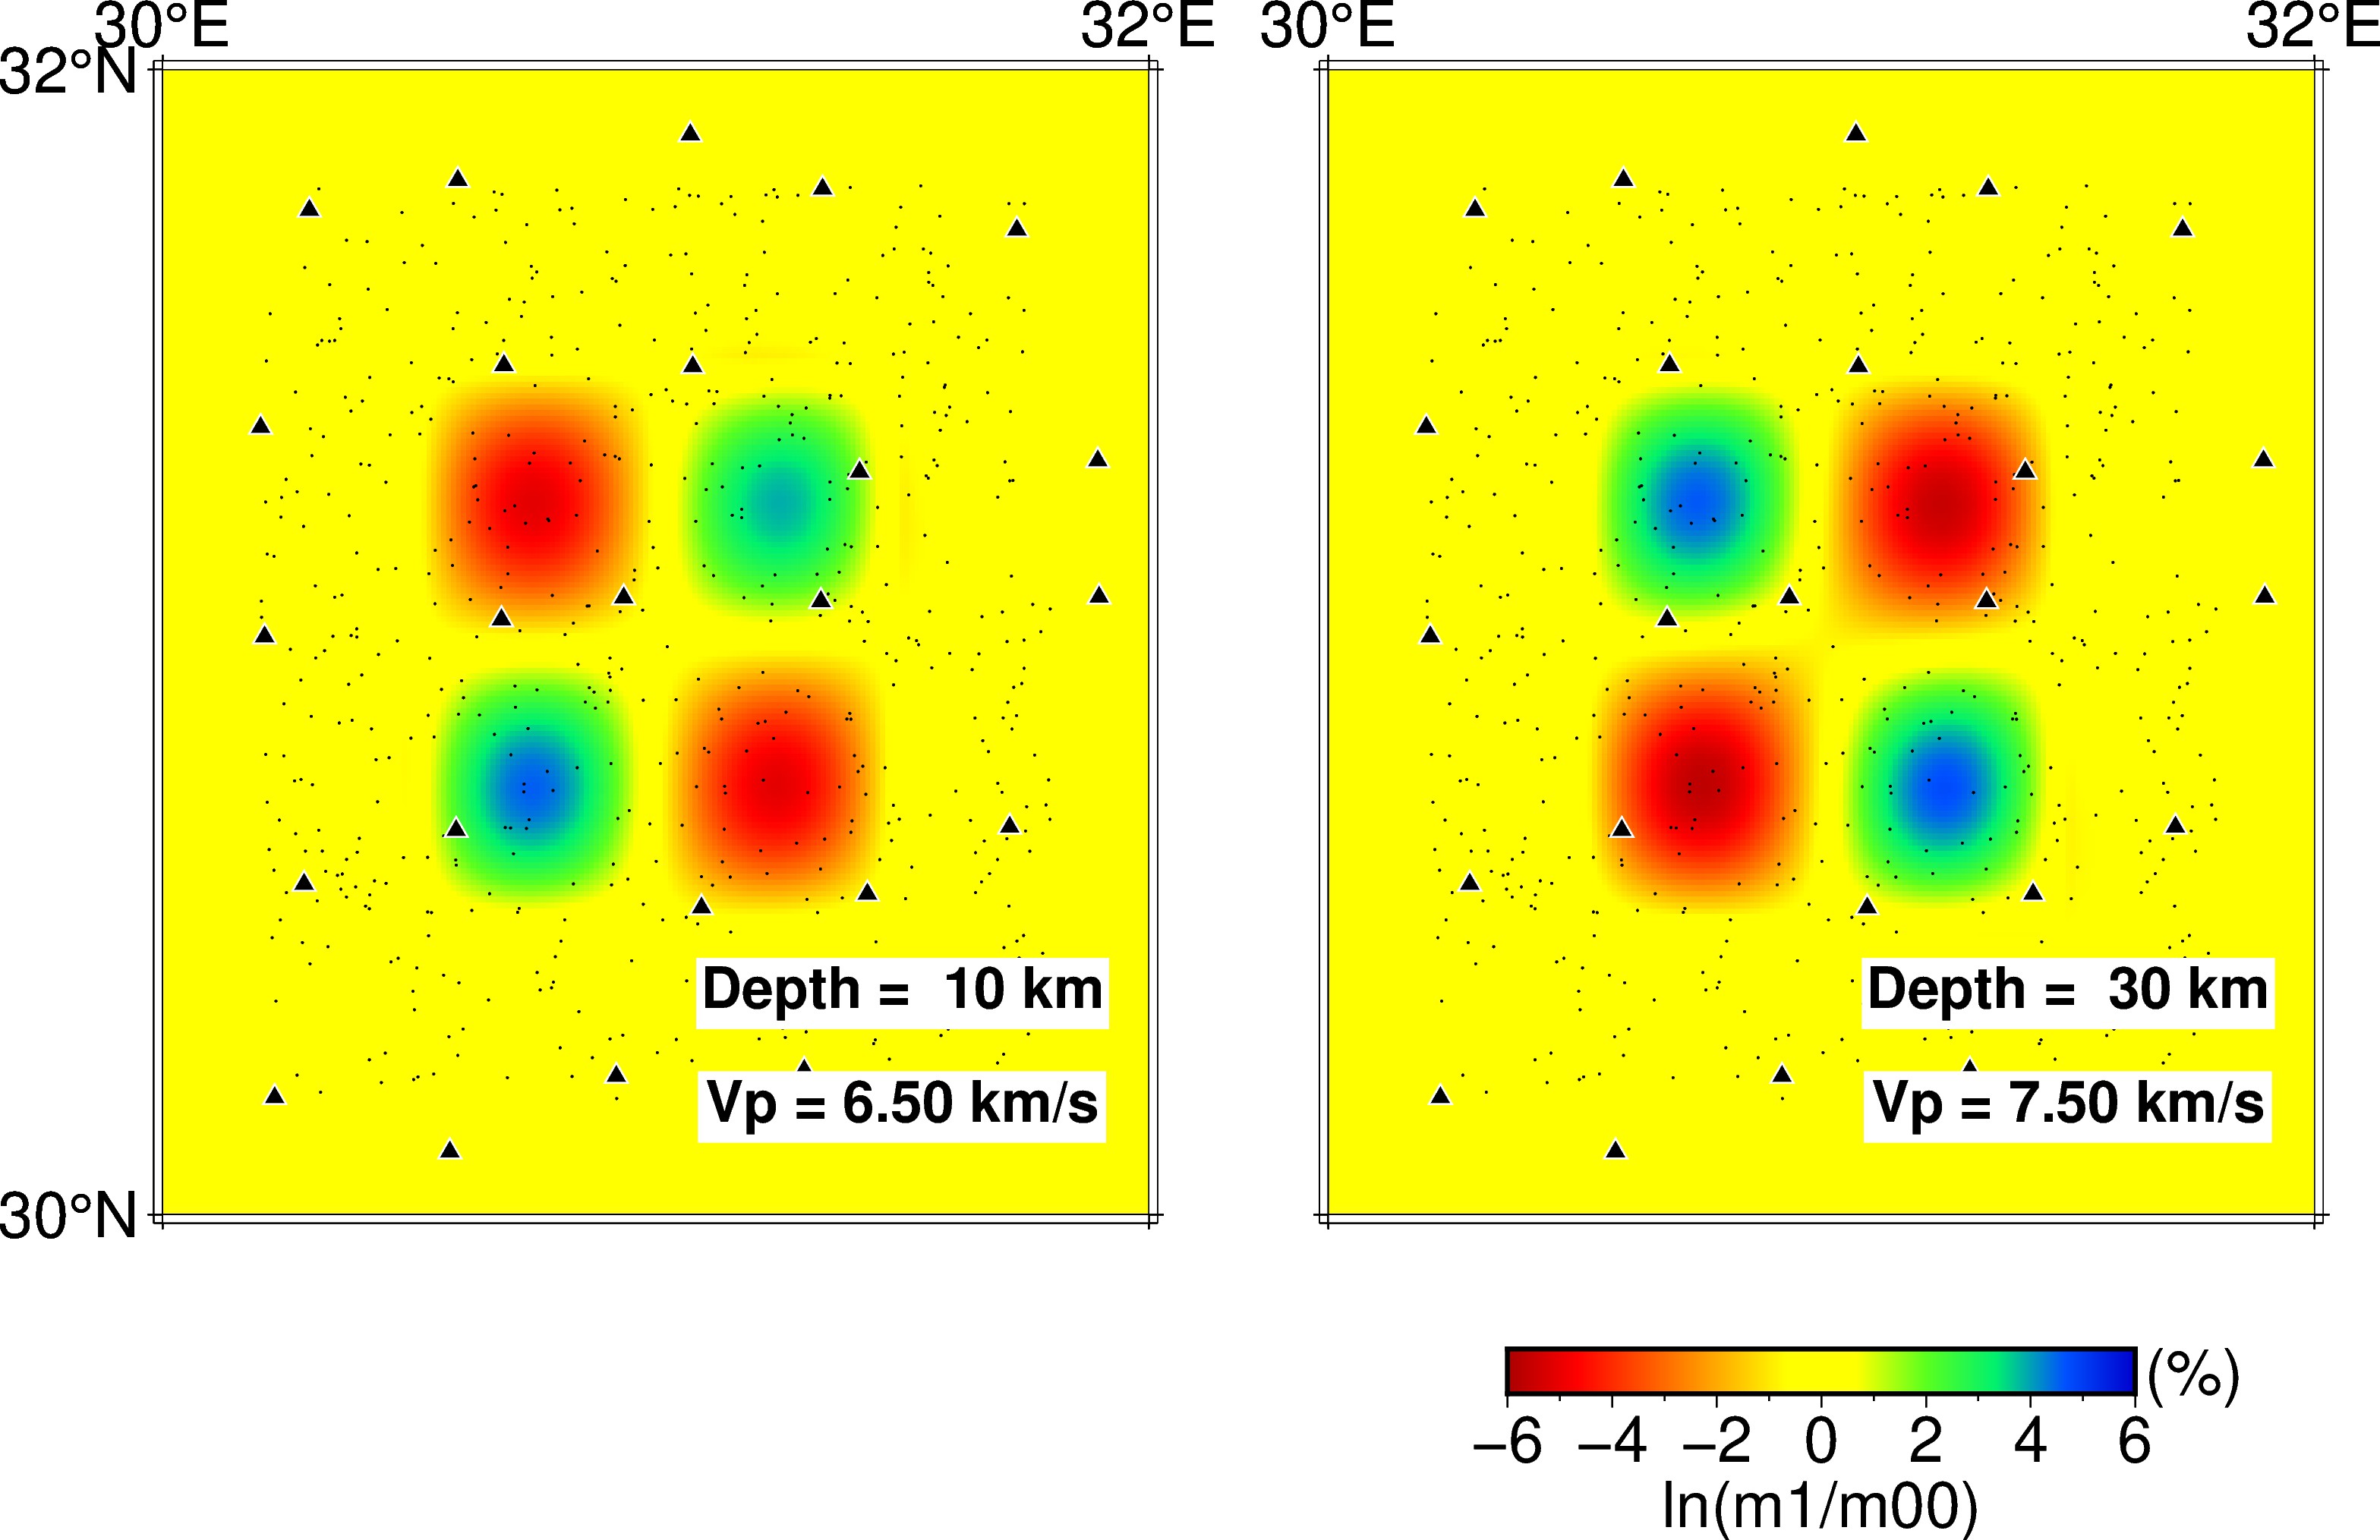 30°E
32°E
30°E
32°E
32°N
30°N
Depth =  10 km
Vp = 6.50 km/s
Depth =  30 km
Vp = 7.50 km/s
(%)
−6 −4 −2 0 2 4 6
ln(m1/m00)